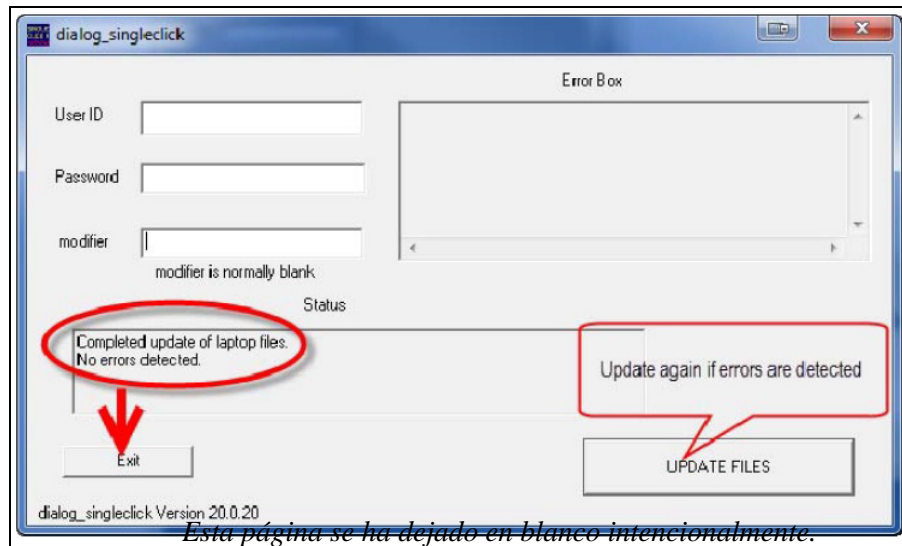 dialog_singleclick
Error Box
User ID
Password
modifier
modifier is normally blank
Status
Completed update of laptop files.
No errors detected.
Update again if errors are detected
Exit
UPDATE FILES
dialog_singleclick Version 20.0.20
Esta página se ha dejado en blanco intencionalmente.